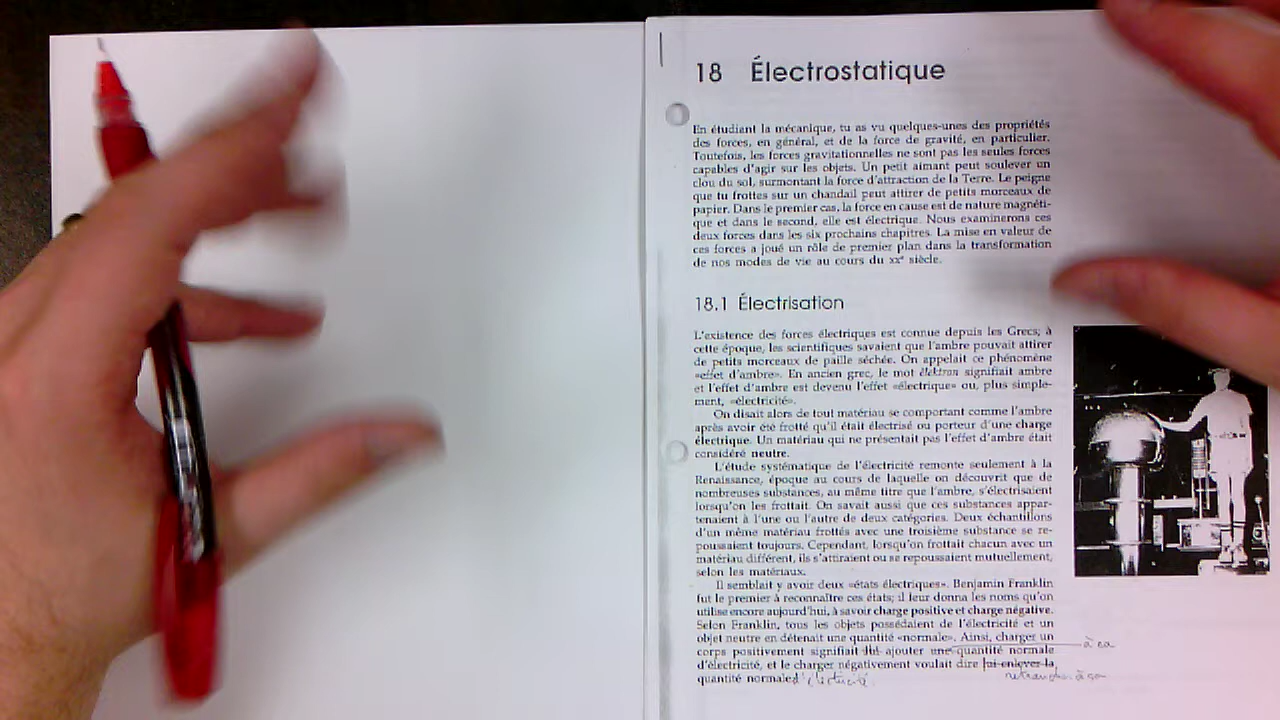 18 Électrostatique
En étudiant la mécanique, tu as vu quelques-unes des propriétés
des forces, en général, et de la force de gravité, en particulier.
Toutefois, les forces gravitationnelles ne sont pas les seules forces
capables d'agir sur les objets. Un petit aimant peut soulever un
clou du sol, surmontant la force d'attraction de la Terre. Le peigne
que tu frottes sur un chandail peut attirer de petits morceaux de
papier. Dans le premier cas, la force en cause est de nature magnéti-
que et dans le second, elle est électrique. Nous examinerons ces
deux forces dans les six prochains chapitres. La mise en valeur de
ces forces a joué un rôle de premier plan dans la transformation
de nos modes de vie au cours du xxe siècle.
18.1 Électrisation
L'existence des forces électriques est connue depuis les Grecs; à
cette époque, les scientifiques savaient que l'ambre pouvait attirer
de petits morceaux de paille séchée. On appelait ce phénomène
«effet d'ambre». En ancien grec, le mot élektron signifiait ambre
et l'effet d'ambre est devenu l'effet «électrique» ou, plus simple-
ment, «électricité».
On disait alors de tout matériau se comportant comme l'ambre
après avoir été frotté qu'il était électrisé ou porteur d'une charge
électrique. Un matériau qui ne présentait pas l'effet d'ambre était
considéré neutre.
L'étude systématique de l'électricité remonte seulement à la
Renaissance, époque au cours de laquelle on découvrit que de
nombreuses substances, au même titre que l'ambre, s'électrisaient
lorsqu'on les frottait. On savait aussi que ces substances appar-
tenaient à l'une ou l'autre de deux catégories. Deux échantillons
d'un même matériau frottés avec une troisième substance se re-
poussaient toujours. Cependant, lorsqu'on frottait chacun avec un
matériau différent, ils s'attiraient ou se repoussaient mutuellement,
selon les matériaux.
Il semblait y avoir deux «états électriques». Benjamin Franklin
fut le premier à reconnaître ces états; il leur donna les noms qu'on
utilise encore aujourd'hui, à savoir charge positive et charge négative.
Selon Franklin, tous les objets possédaient de l'électricité et un
objet neutre en détenait une quantité «normale». Ainsi, charger un
corps positivement signifiait lui ajouter une quantité normale
d'électricité, et le charger négativement voulait dire lui enlever la
quantité normale d'électricité.